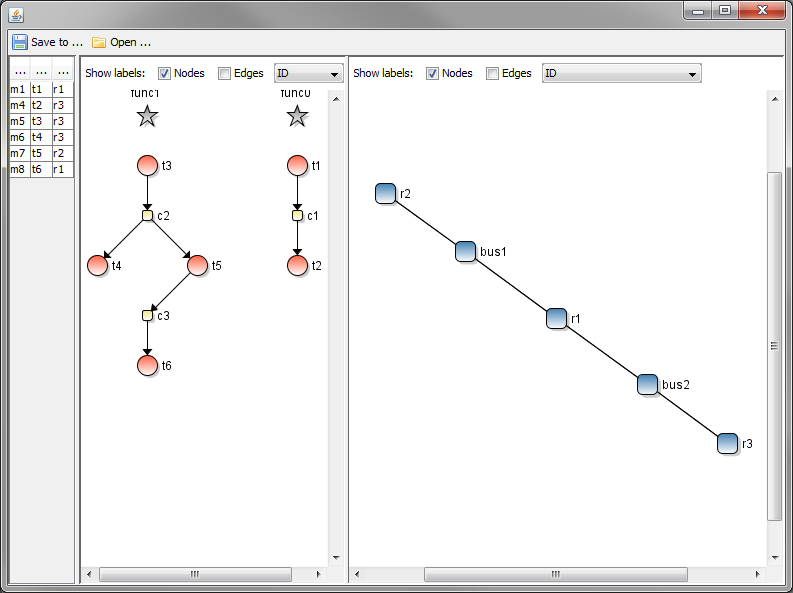 Save to ... Open ...
... ... ...
m1 t1 r1
m4 t2 r3
m5 t3 r3
m6 t4 r3
m7 t5 r2
m8 t6 r1
Show labels: Nodes Edges ID
func1 func0
t3 t1
c2 c1
t4 t5 t2
c3
t6
Show labels: Nodes Edges ID
r2
bus1
r1
bus2
r3